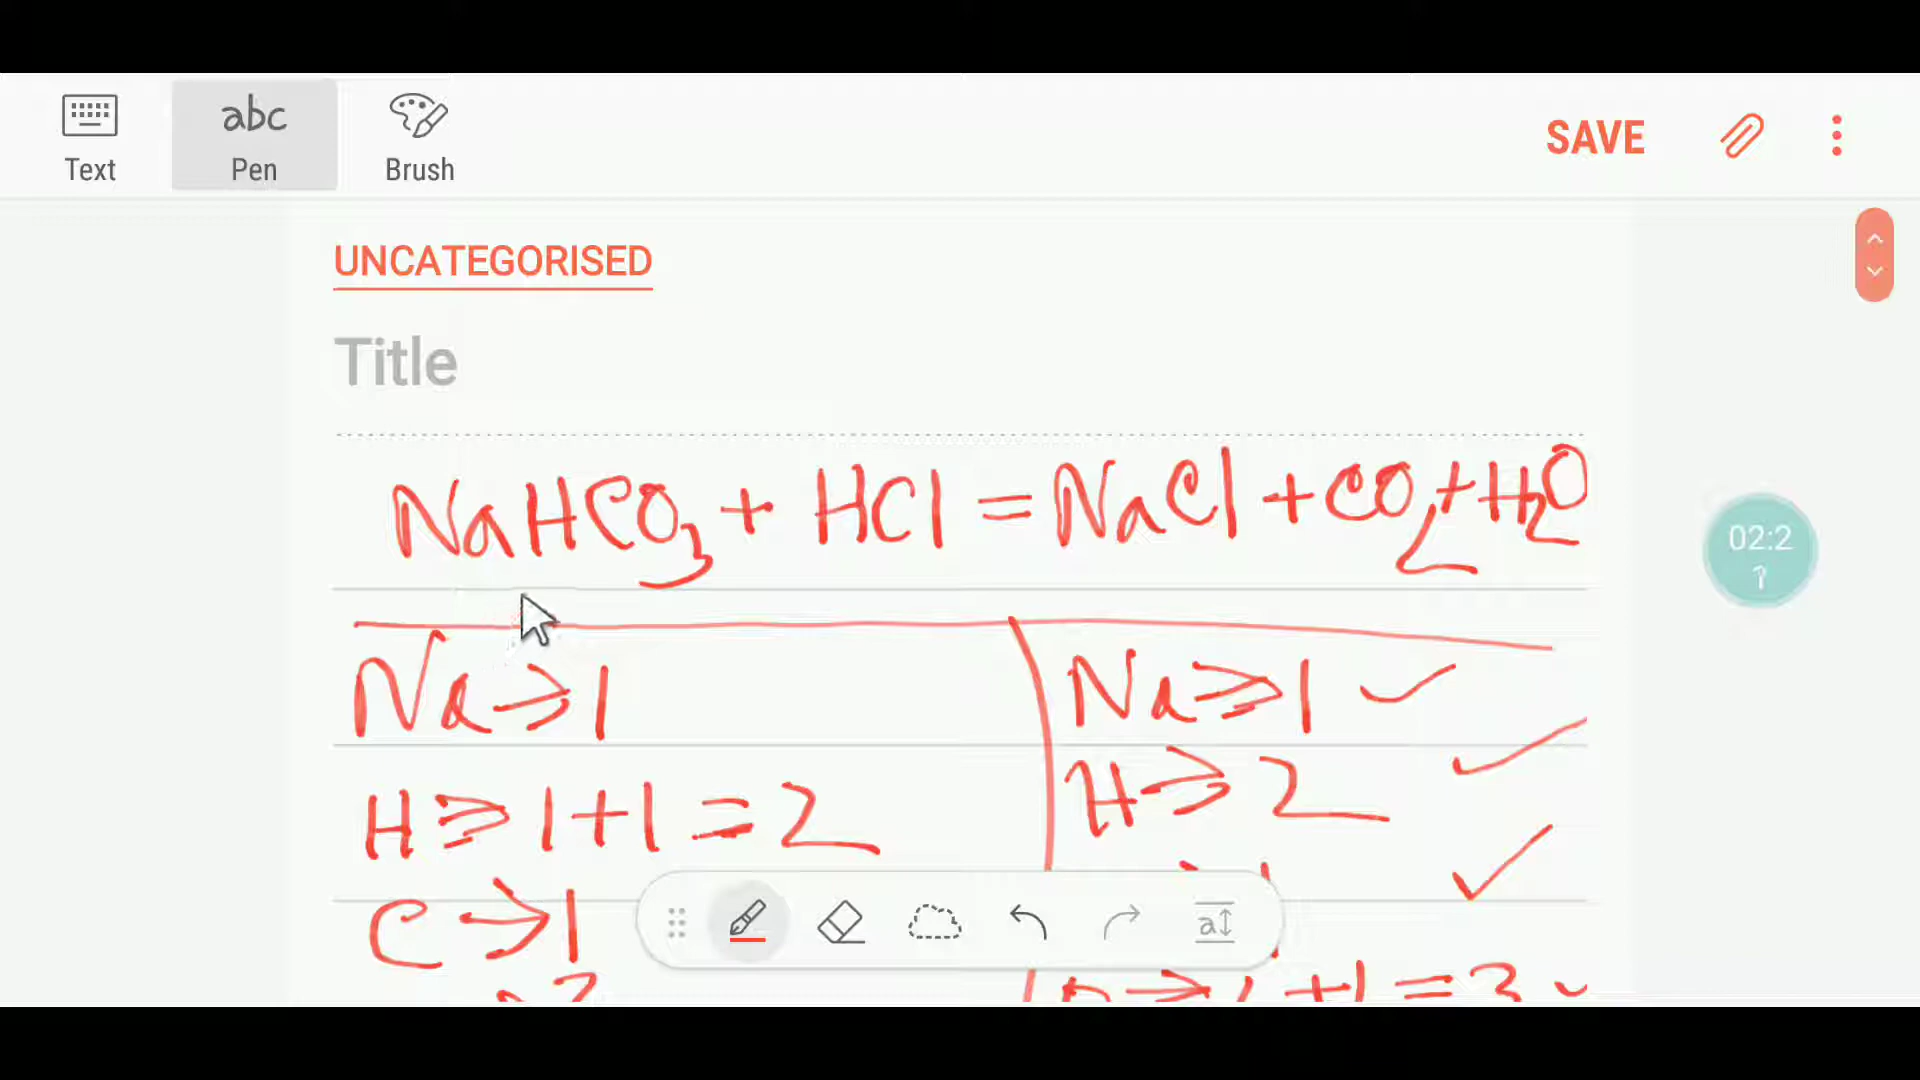 abc SAVE
Text Pen Brush
UNCATEGORISED
Title
NaHCO3 + HCl = NaCl + CO2 + H2O
02:2
Na → 1 Na ⇒ 1 ✓
H ⇒ 1+1 = 2 H → 2 ✓
C → 1 ✓
a